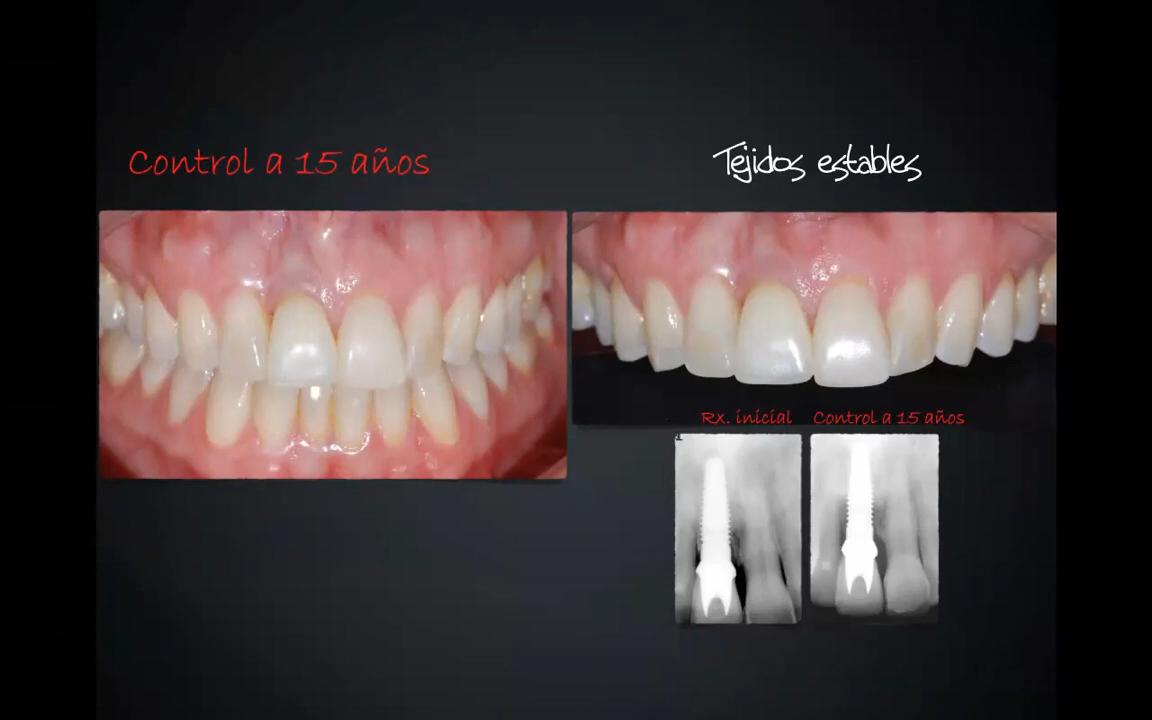 Control a 15 años
Tejidos estables
Rx. inicial
Control a 15 años